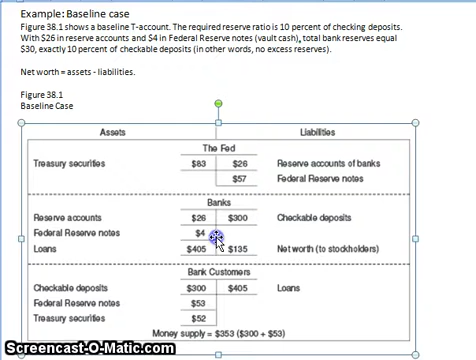 Example: Baseline case
Figure 38.1 shows a baseline T-account. The required reserve ratio is 10 percent of checking deposits.
With $26 in reserve accounts and $4 in Federal Reserve notes (vault cash), total bank reserves equal
$30, exactly 10 percent of checkable deposits (in other words, no excess reserves).
Net worth = assets - liabilities.
Figure 38.1
Baseline Case
Assets Liabilities
The Fed
Treasury securities $83 $26 Reserve accounts of banks
$57 Federal Reserve notes
Banks
Reserve accounts $26 $300 Checkable deposits
Federal Reserve notes $4
Loans $405 $135 Net worth (to stockholders)
Bank Customers
Checkable deposits $300 $405 Loans
Federal Reserve notes $53
Treasury securities $52
Money supply = $353 ($300 + $53)
Screencast-O-Matic.com